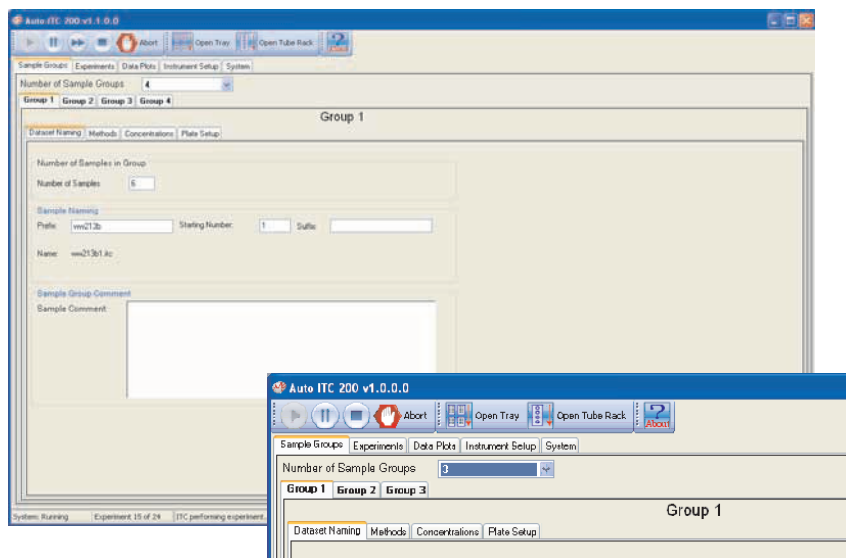 Auto ITC 200 v1.1.0.0
Abort Open Tray Open Tube Rack About
Sample Groups Experiments Data Plots Instrument Setup System
Number of Sample Groups 4
Group 1 Group 2 Group 3 Group 4
Group 1
Dataset Naming Methods Concentrations Plate Setup
Number of Samples in Group
Number of Samples 6
Sample Naming
Prefix Starting Number: 1 Suffix
Name
Sample Group Comment
Sample Comment
System: Running Experiment 15 of 24 ITC performing experiment...
Auto ITC 200 v1.0.0.0
Abort Open Tray Open Tube Rack About
Sample Groups Experiments Data Plots Instrument Setup System
Number of Sample Groups 3
Group 1 Group 2 Group 3
Group 1
Dataset Naming Methods Concentrations Plate Setup